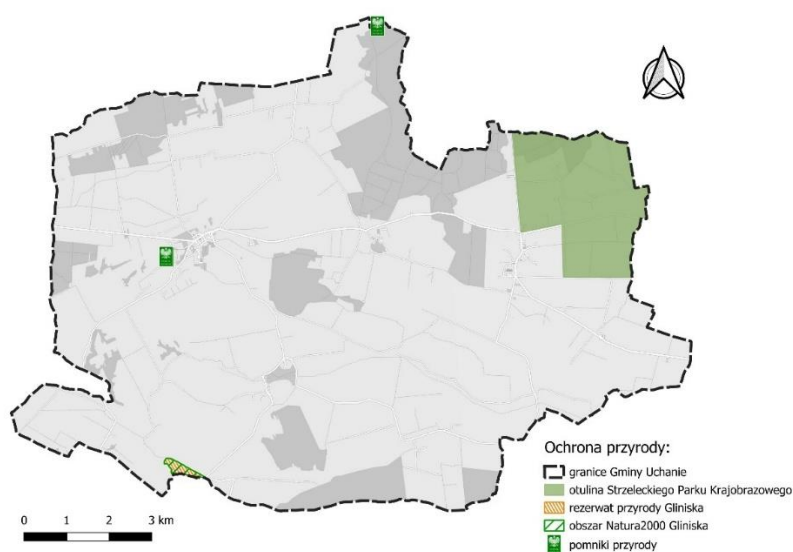 Ochrona przyrody:
granice Gminy Uchanie
otulina Strzeleckiego Parku Krajobrazowego
rezerwat przyrody Gliniska
obszar Natura2000 Gliniska
pomniki przyrody
0 1 2 3 km